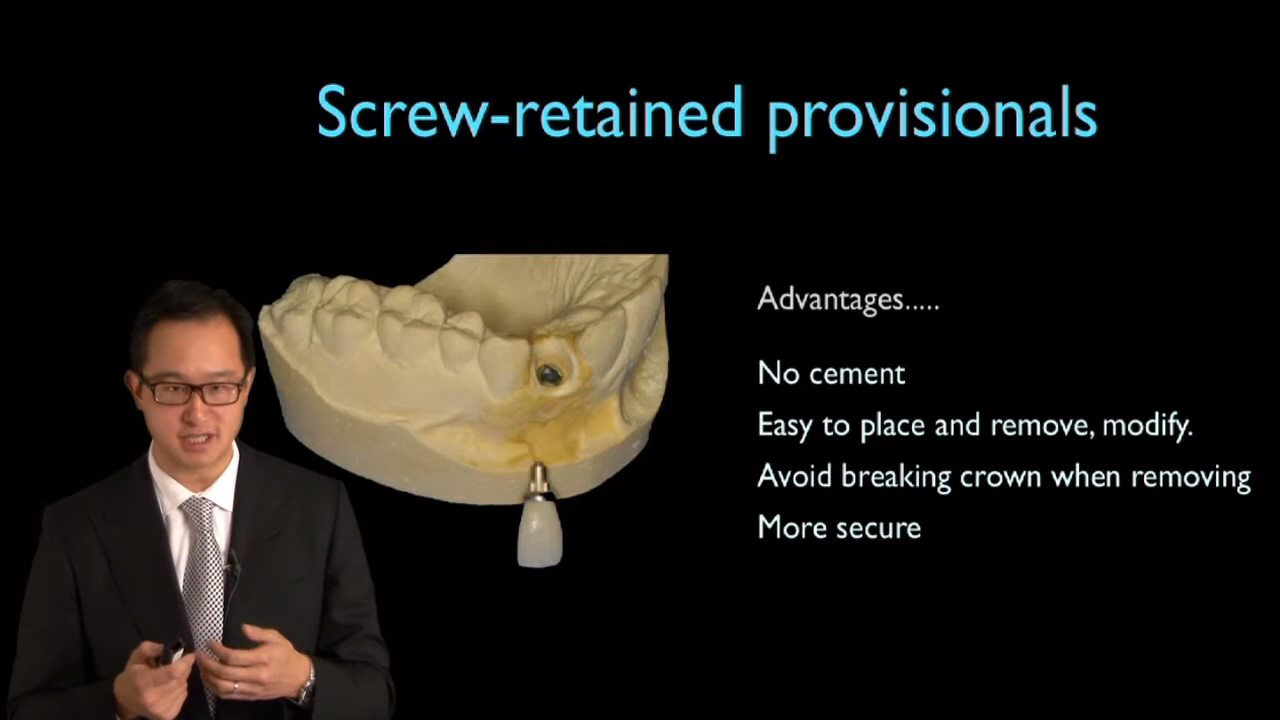 Screw-retained provisionals
Advantages.....
No cement
Easy to place and remove, modify.
Avoid breaking crown when removing
More secure